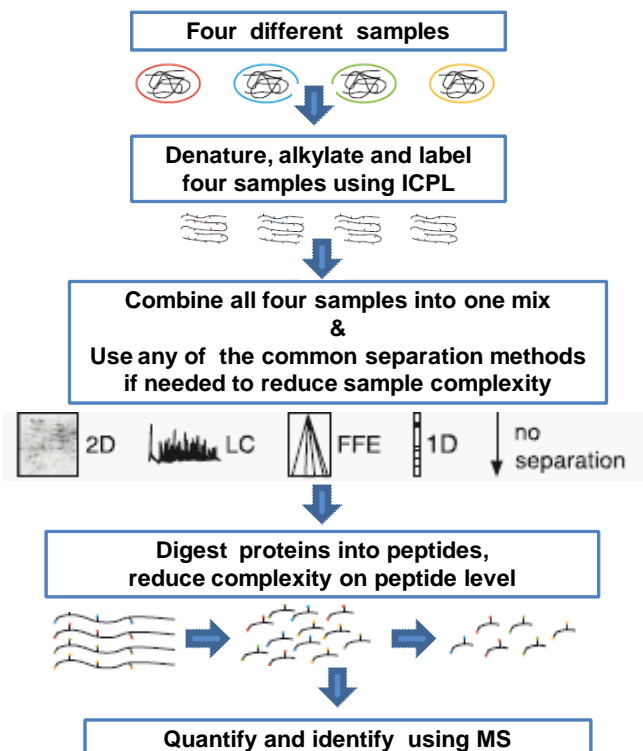 Four different samples
Denature, alkylate and label
four samples using ICPL
Combine all four samples into one mix
&
Use any of the common separation methods
if needed to reduce sample complexity
2D LC FFE 1D no
separation
Digest proteins into peptides,
reduce complexity on peptide level
Quantify and identify using MS